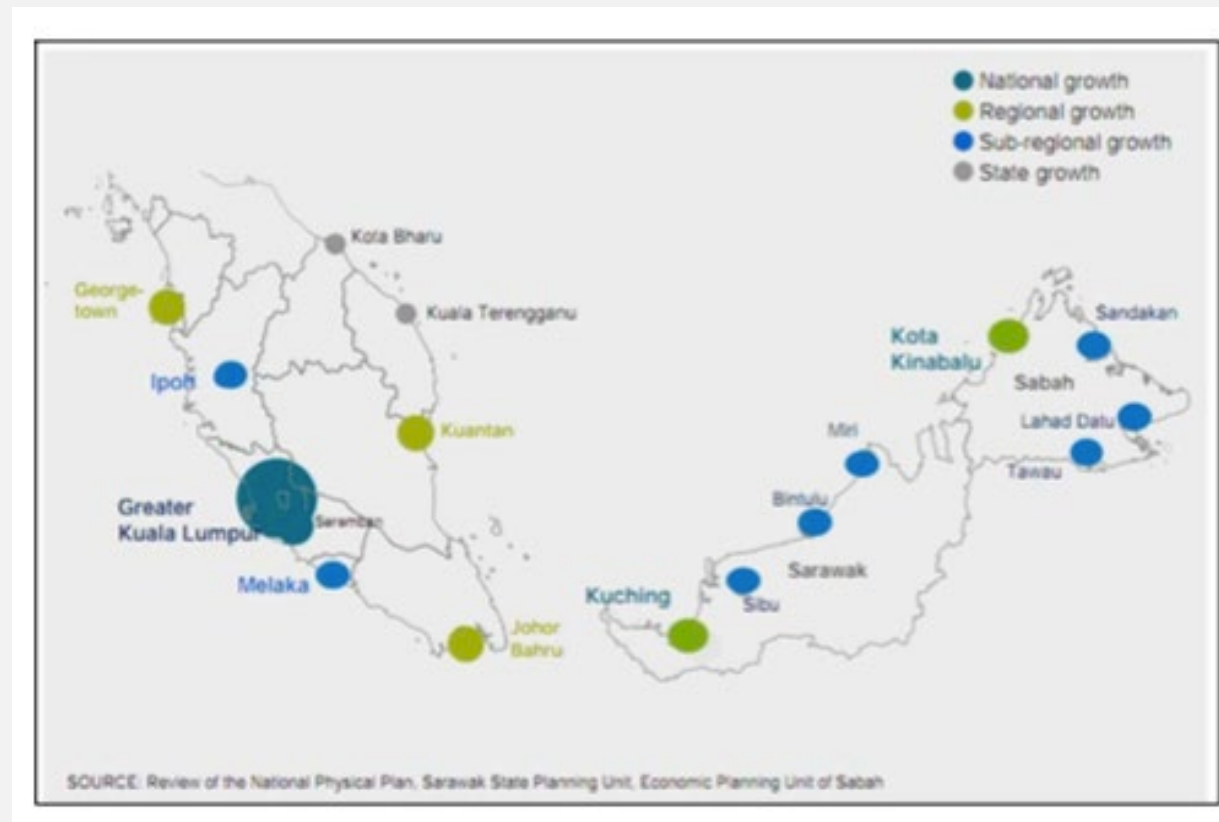 National growth
Regional growth
Sub-regional growth
State growth
Kota Bharu
George-
town
Kuala Terengganu
Ipoh
Kuantan
Greater
Kuala Lumpur
Saramban
Melaka
Johor
Bahru
Kota
Kinabalu
Sandakan
Sabah
Lahad Datu
Tawau
Miri
Bintulu
Sarawak
Sibu
Kuching
SOURCE: Review of the National Physical Plan, Sarawak State Planning Unit, Economic Planning Unit of Sabah